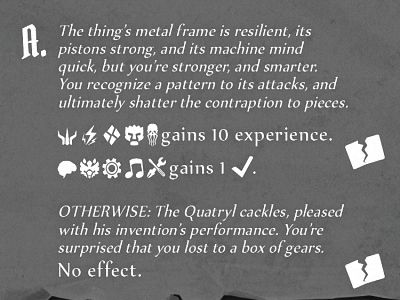 A. The thing's metal frame is resilient, its
pistons strong, and its machine mind
quick, but you're stronger, and smarter.
You recognize a pattern to its attacks, and
ultimately shatter the contraption to pieces.
gains 10 experience.
gains 1 ✓.
OTHERWISE: The Quatryl cackles, pleased
with his invention's performance. You're
surprised that you lost to a box of gears.
No effect.